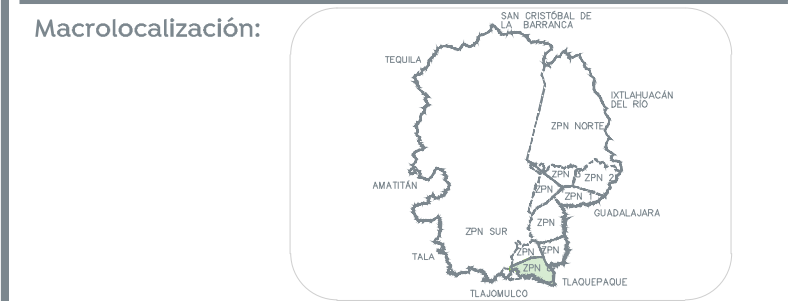 Macrolocalización:
SAN CRISTÓBAL DE
LA BARRANCA
TEQUILA
IXTLAHUACÁN
DEL RÍO
ZPN NORTE
ZPN
ZPN 2
AMATITÁN
ZPN
ZPN 1
GUADALAJARA
ZPN
ZPN SUR
ZPN
ZPN
TALA
ZPN
TLAQUEPAQUE
TLAJOMULCO